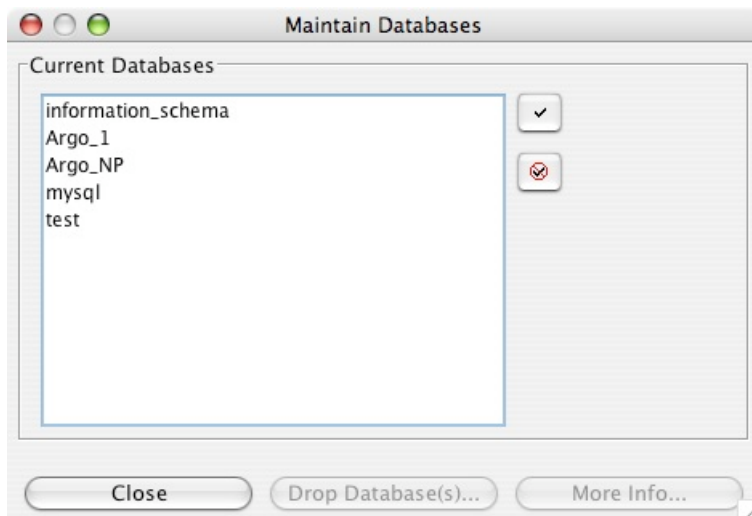 Maintain Databases
Current Databases
information_schema
Argo_1
Argo_NP
mysql
test
Close
Drop Database(s)...
More Info...